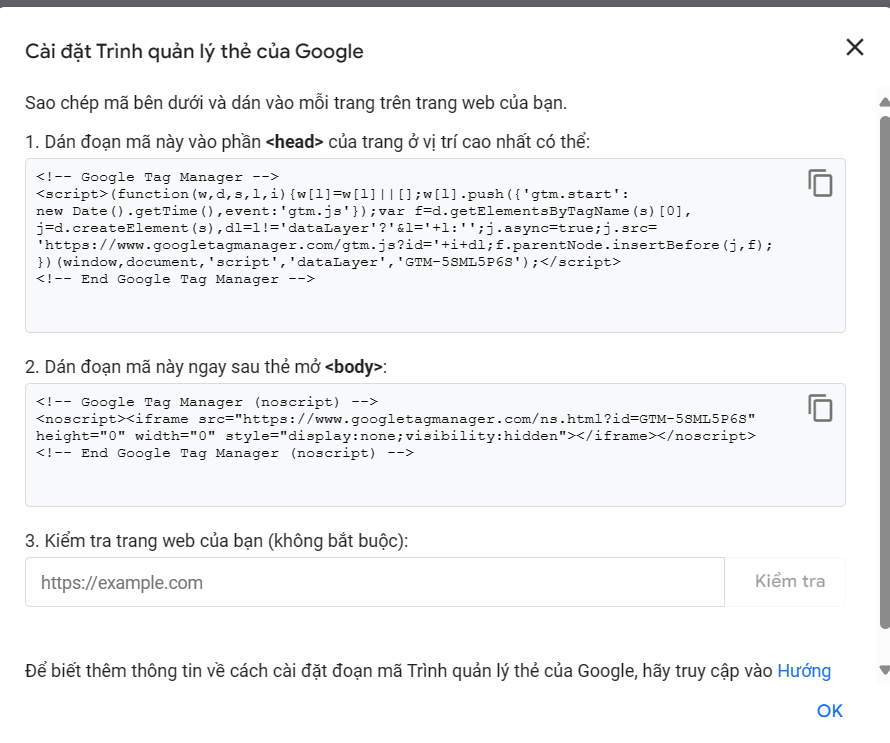 Cài đặt Trình quản lý thẻ của Google
Sao chép mã bên dưới và dán vào mỗi trang trên trang web của bạn.
1. Dán đoạn mã này vào phần <head> của trang ở vị trí cao nhất có thể:
<!-- Google Tag Manager -->
<script>(function(w,d,s,l,i){w[l]=w[l]||[];w[l].push({'gtm.start':
new Date().getTime(),event:'gtm.js'});var f=d.getElementsByTagName(s)[0],
j=d.createElement(s),dl=l!='dataLayer'?'&l='+l:'';j.async=true;j.src=
'https://www.googletagmanager.com/gtm.js?id='+i+dl;f.parentNode.insertBefore(j,f);
})(window,document,'script','dataLayer','GTM-5SML5P6S');</script>
<!-- End Google Tag Manager -->
2. Dán đoạn mã này ngay sau thẻ mở <body>:
<!-- Google Tag Manager (noscript) -->
<noscript><iframe src="https://www.googletagmanager.com/ns.html?id=GTM-5SML5P6S"
height="0" width="0" style="display:none;visibility:hidden"></iframe></noscript>
<!-- End Google Tag Manager (noscript) -->
3. Kiểm tra trang web của bạn (không bắt buộc):
https://example.com
Kiểm tra
Để biết thêm thông tin về cách cài đặt đoạn mã Trình quản lý thẻ của Google, hãy truy cập vào Hướng
OK